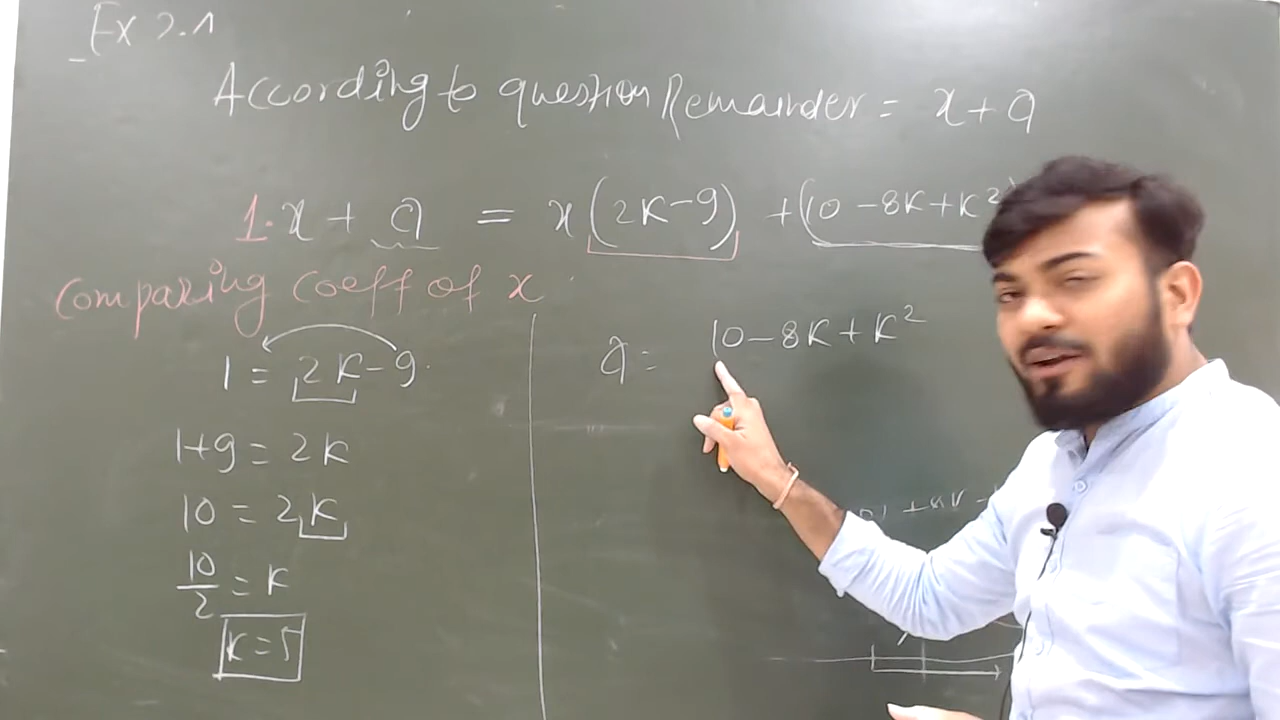 Ex 2.1
According to question Remainder = x + a
1.x + a = x(2K-9) + (10 - 8K + K²)
Comparing coeff of x
1 = 2K - 9
1+9 = 2K
10 = 2K
10/2 = K
K = 5
a = 10 - 8K + K²